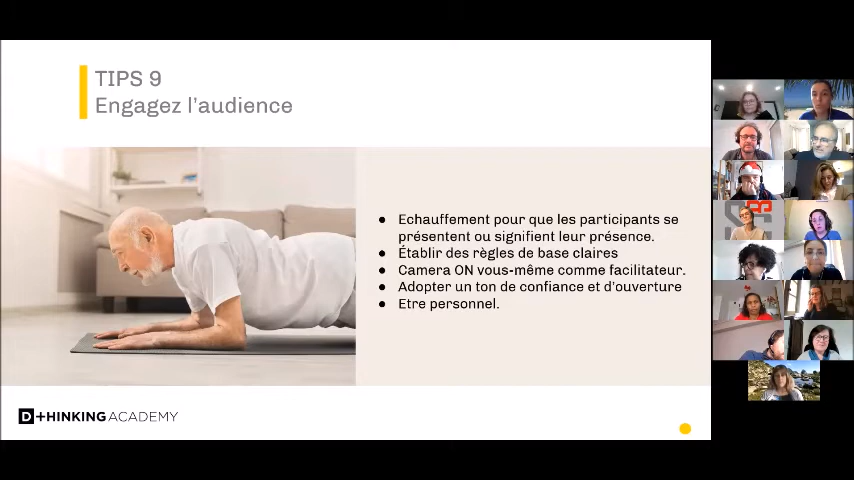 TIPS 9
Engagez l'audience
● Echauffement pour que les participants se
présentent ou signifient leur présence.
● Établir des règles de base claires
● Camera ON vous-même comme facilitateur.
● Adopter un ton de confiance et d'ouverture
● Etre personnel.
D+HINKING ACADEMY